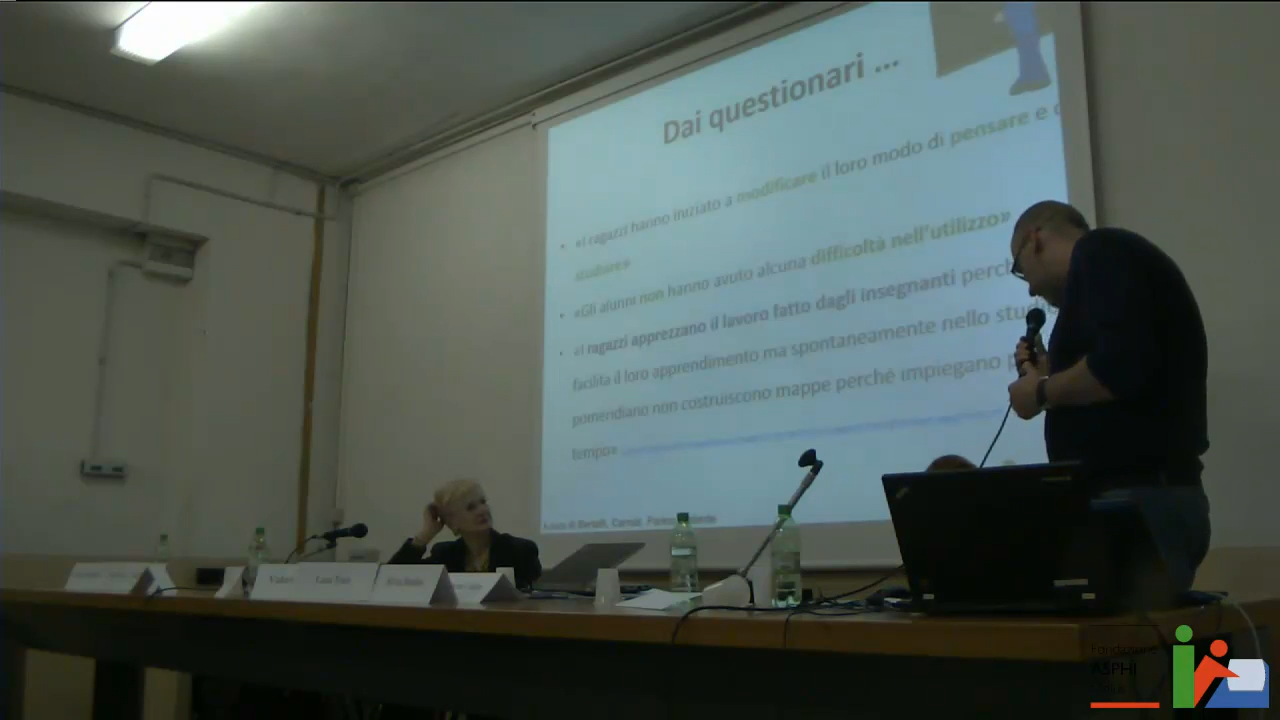 Dai questionari ...
• «I ragazzi hanno iniziato a modificare il loro modo di pensare e
studiare»
• «Gli alunni non hanno avuto alcuna difficoltà nell'utilizzo»
• «I ragazzi apprezzano il lavoro fatto dagli insegnanti perch
facilita il loro apprendimento ma spontaneamente nello studio
pomeridiano non costruiscono mappe perché impiegano
tempo»
Fondazione
ASPHI